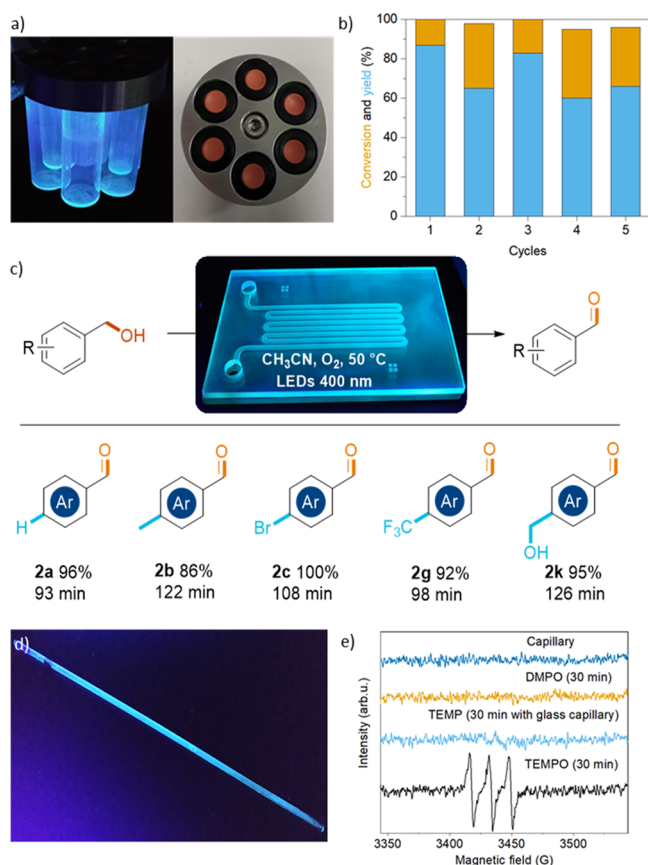 a)
b)
Conversion and yield (%)
100
80
60
40
20
0
1 2 3 4 5
Cycles
c)
R
OH
CH3CN, O2, 50 °C
LEDs 400 nm
O
R
O
Ar
H
2a 96%
93 min
O
Ar
2b 86%
122 min
O
Ar
Br
2c 100%
108 min
O
Ar
F3C
2g 92%
98 min
O
Ar
OH
2k 95%
126 min
d)
e)
Intensity (arb.u.)
Capillary
DMPO (30 min)
TEMP (30 min with glass capillary)
TEMPO (30 min)
3350 3400 3450 3500
Magnetic field (G)